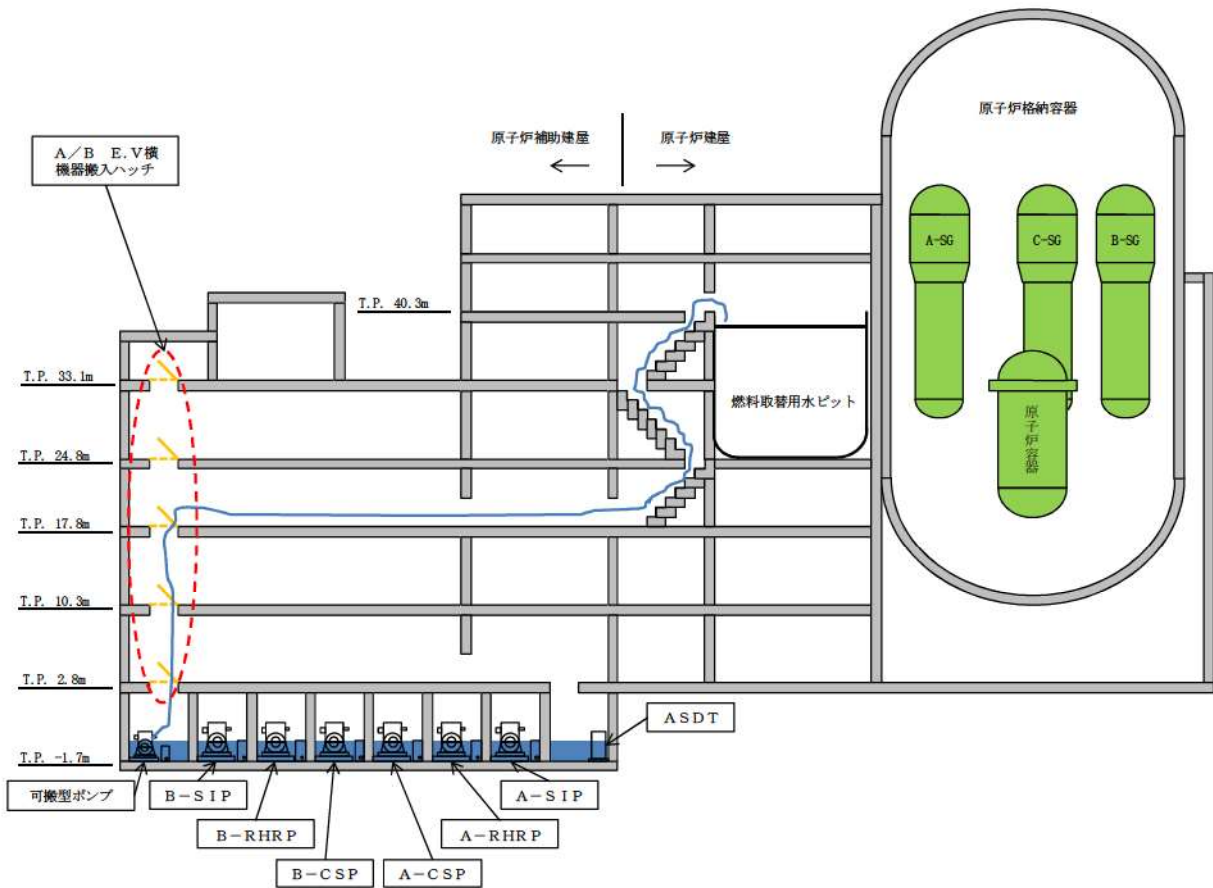 原子炉格納容器
原子炉補助建屋
原子炉建屋
A/B E.V横
機器搬入ハッチ
A-SG
C-SG
B-SG
T.P. 40.3m
T.P. 33.1m
燃料取替用水ピット
原子炉容器
T.P. 24.8m
T.P. 17.8m
T.P. 10.3m
T.P. 2.8m
ASDT
T.P. -1.7m
可搬型ポンプ
B-SIP
A-SIP
B-RHRP
A-RHRP
B-CSP
A-CSP